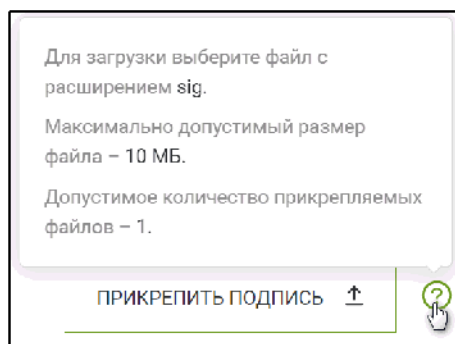 Для загрузки выберите файл с
расширением sig.
Максимально допустимый размер
файла – 10 МБ.
Допустимое количество прикрепляемых
файлов – 1.
ПРИКРЕПИТЬ ПОДПИСЬ
?